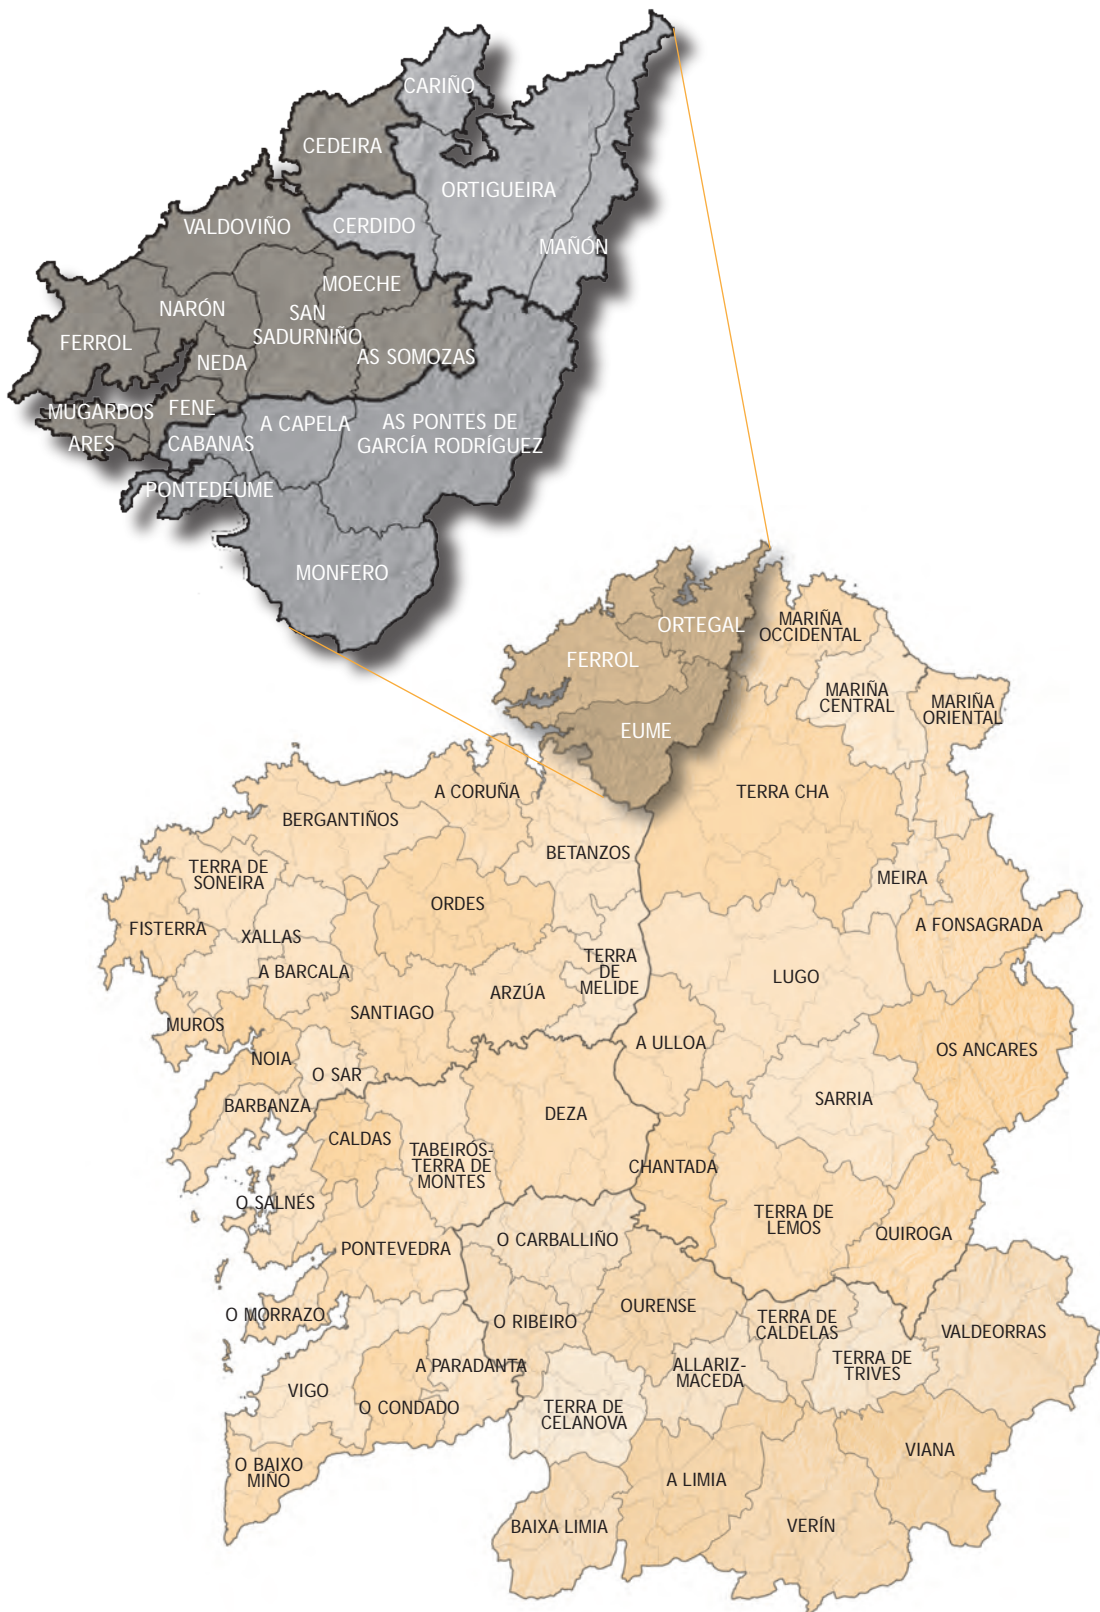 CARIÑO
CEDEIRA
ORTIGUEIRA
VALDOVIÑO
CERDIDO
MAÑÓN
MOECHE
NARÓN
SAN
SADURNIÑO
FERROL
NEDA
AS SOMOZAS
MUGARDOS
FENE
A CAPELA
AS PONTES DE
GARCÍA RODRÍGUEZ
ARES
CABANAS
PONTEDEUME
MONFERO
ORTEGAL
MARIÑA
OCCIDENTAL
FERROL
MARIÑA
CENTRAL
MARIÑA
ORIENTAL
EUME
A CORUÑA
TERRA CHA
BERGANTIÑOS
BETANZOS
TERRA DE
SONEIRA
MEIRA
ORDES
FISTERRA
XALLAS
A FONSAGRADA
TERRA
DE
MELIDE
A BARCALA
LUGO
ARZÚA
SANTIAGO
MUROS
A ULLOA
OS ANCARES
NOIA
O SAR
SARRIA
BARBANZA
DEZA
CALDAS
TABEIRÓS-
TERRA DE
MONTES
CHANTADA
O SALNÉS
TERRA DE
LEMOS
QUIROGA
O CARBALLIÑO
PONTEVEDRA
O MORRAZO
OURENSE
O RIBEIRO
TERRA DE
CALDELAS
VALDEORRAS
A PARADANTA
ALLARIZ-
MACEDA
TERRA DE
TRIVES
VIGO
O CONDADO
TERRA DE
CELANOVA
VIANA
O BAIXO
MIÑO
A LIMIA
BAIXA LIMIA
VERÍN